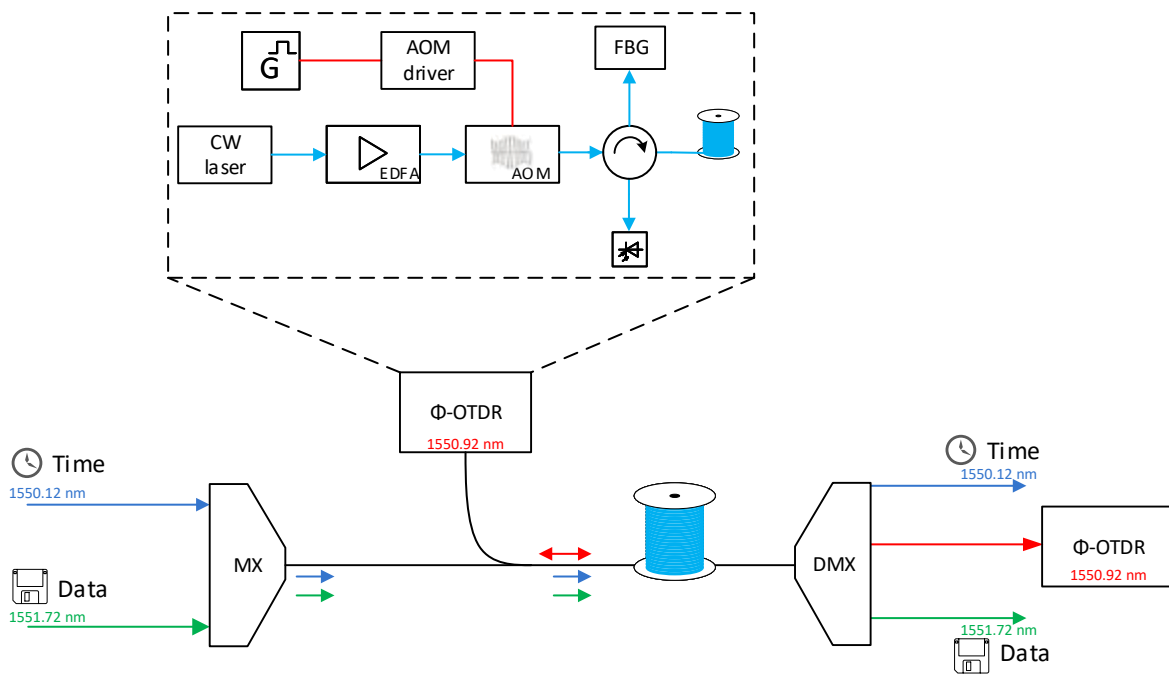 G
AOM
driver
FBG
CW
laser
EDFA
AOM
Φ-OTDR
1550.92 nm
Time
1550.12 nm
MX
Data
1551.72 nm
DMX
Time
1550.12 nm
Φ-OTDR
1550.92 nm
1551.72 nm
Data